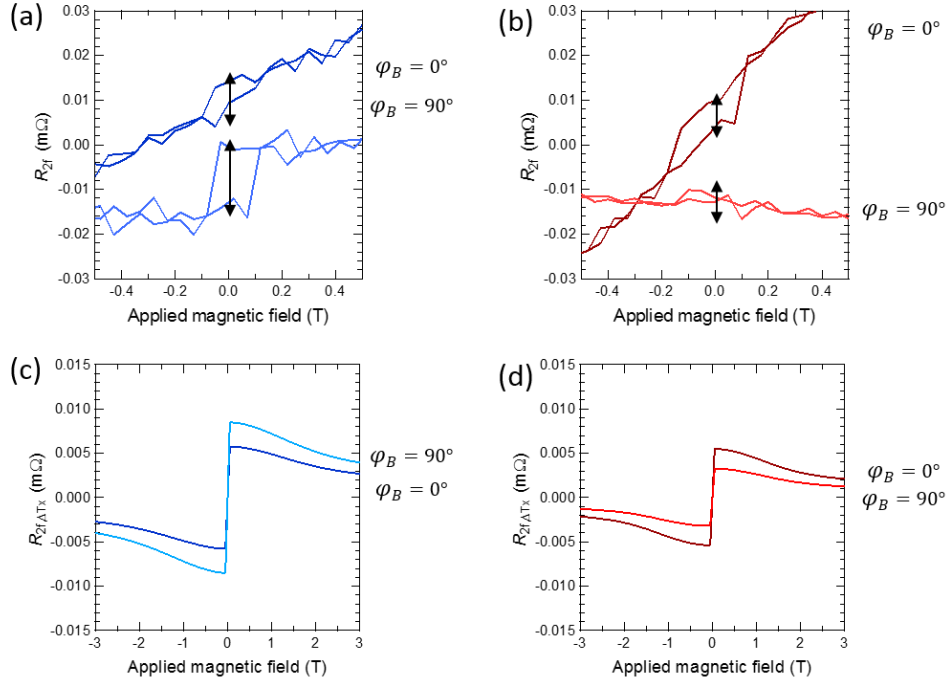 (a)
0.03
0.02
0.01
0.00
-0.01
-0.02
-0.03
R2f (mΩ)
-0.4 -0.2 0.0 0.2 0.4
Applied magnetic field (T)
φB = 0°
φB = 90°
(b)
0.03
0.02
0.01
0.00
-0.01
-0.02
-0.03
R2f (mΩ)
-0.4 -0.2 0.0 0.2 0.4
Applied magnetic field (T)
φB = 0°
φB = 90°
(c)
0.015
0.010
0.005
0.000
-0.005
-0.010
-0.015
R2fΔTx (mΩ)
-3 -2 -1 0 1 2 3
Applied magnetic field (T)
φB = 90°
φB = 0°
(d)
0.015
0.010
0.005
0.000
-0.005
-0.010
-0.015
R2fΔTx (mΩ)
-3 -2 -1 0 1 2 3
Applied magnetic field (T)
φB = 0°
φB = 90°